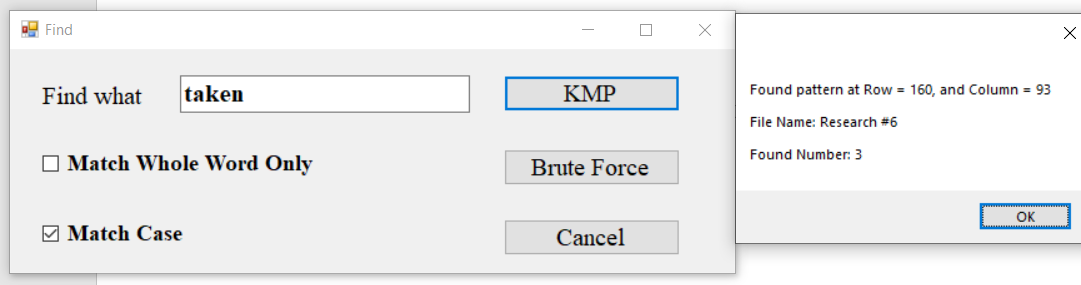 Find
Find what
taken
KMP
Match Whole Word Only
Brute Force
Match Case
Cancel
Found pattern at Row = 160, and Column = 93
File Name: Research #6
Found Number: 3
OK